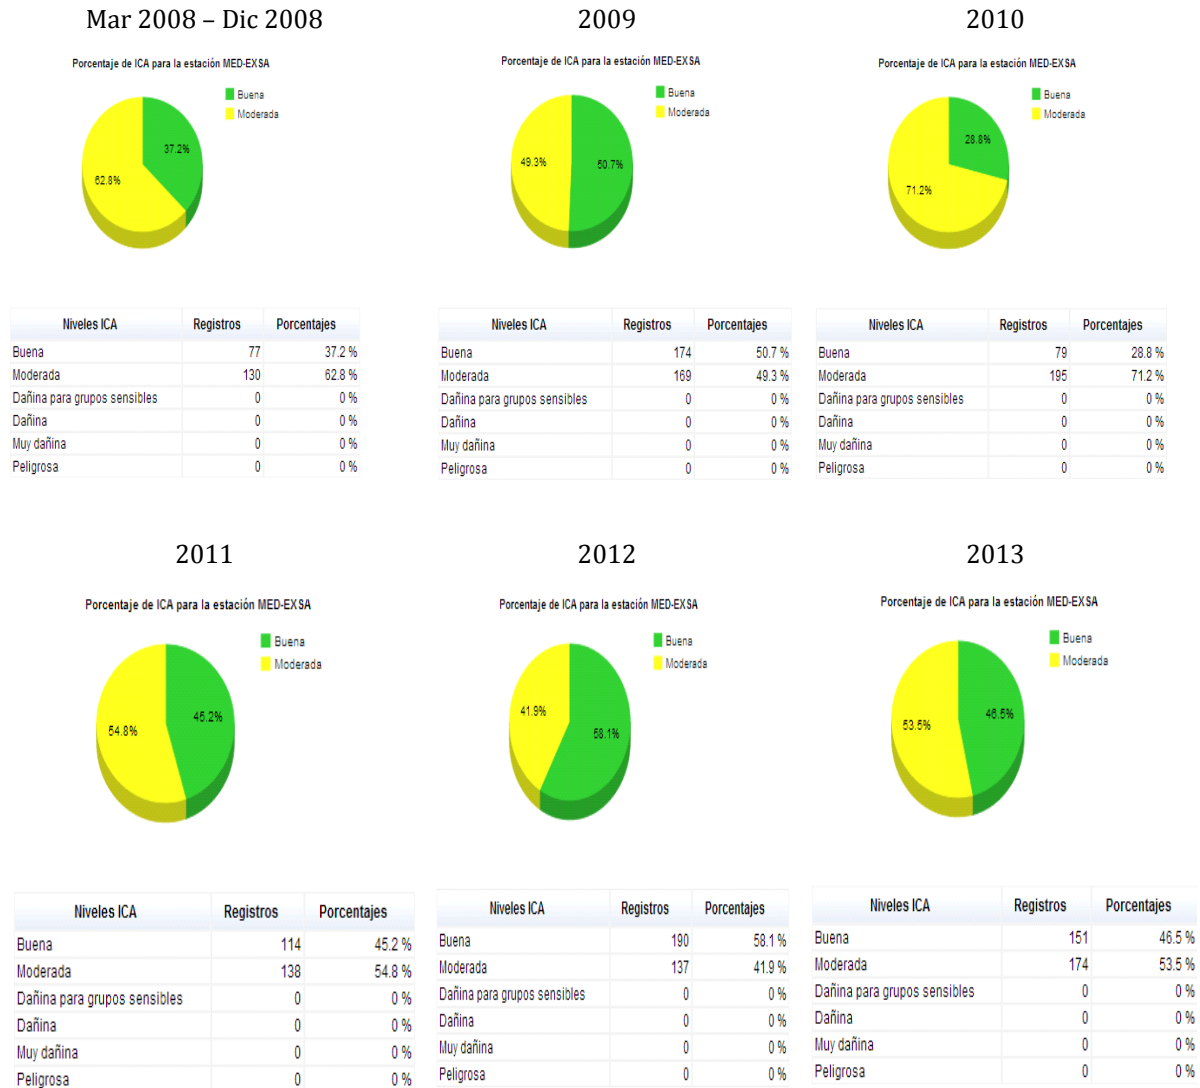 Mar 2008 – Dic 2008
Porcentaje de ICA para la estación MED-EXSA
Buena
Moderada
37.2%
62.8%
Niveles ICA Registros Porcentajes
Buena 77 37.2 %
Moderada 130 62.8 %
Dañina para grupos sensibles 0 0 %
Dañina 0 0 %
Muy dañina 0 0 %
Peligrosa 0 0 %
2009
Porcentaje de ICA para la estación MED-EXSA
Buena
Moderada
49.3%
50.7%
Niveles ICA Registros Porcentajes
Buena 174 50.7 %
Moderada 169 49.3 %
Dañina para grupos sensibles 0 0 %
Dañina 0 0 %
Muy dañina 0 0 %
Peligrosa 0 0 %
2010
Porcentaje de ICA para la estación MED-EXSA
Buena
Moderada
28.8%
71.2%
Niveles ICA Registros Porcentajes
Buena 79 28.8 %
Moderada 195 71.2 %
Dañina para grupos sensibles 0 0 %
Dañina 0 0 %
Muy dañina 0 0 %
Peligrosa 0 0 %
2011
Porcentaje de ICA para la estación MED-EXSA
Buena
Moderada
45.2%
54.8%
Niveles ICA Registros Porcentajes
Buena 114 45.2 %
Moderada 138 54.8 %
Dañina para grupos sensibles 0 0 %
Dañina 0 0 %
Muy dañina 0 0 %
Peligrosa 0 0 %
2012
Porcentaje de ICA para la estación MED-EXSA
Buena
Moderada
41.9%
58.1%
Niveles ICA Registros Porcentajes
Buena 190 58.1 %
Moderada 137 41.9 %
Dañina para grupos sensibles 0 0 %
Dañina 0 0 %
Muy dañina 0 0 %
Peligrosa 0 0 %
2013
Porcentaje de ICA para la estación MED-EXSA
Buena
Moderada
46.5%
53.5%
Niveles ICA Registros Porcentajes
Buena 151 46.5 %
Moderada 174 53.5 %
Dañina para grupos sensibles 0 0 %
Dañina 0 0 %
Muy dañina 0 0 %
Peligrosa 0 0 %